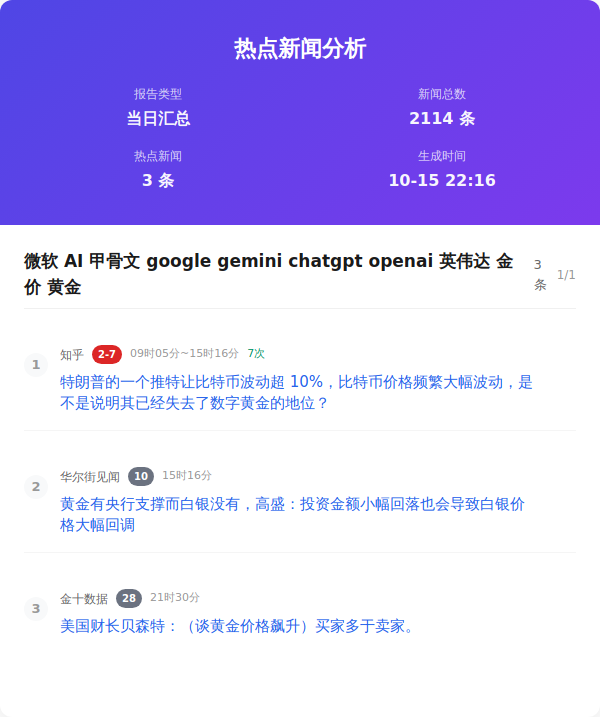 热点新闻分析
报告类型
当日汇总
新闻总数
2114 条
热点新闻
3 条
生成时间
10-15 22:16
微软 AI 甲骨文 google gemini chatgpt openai 英伟达 金
价 黄金
3
条
1/1
1
知乎 2-7 09时05分~15时16分 7次
特朗普的一个推特让比特币波动超 10%，比特币价格频繁大幅波动，是
不是说明其已经失去了数字黄金的地位？
2
华尔街见闻 10 15时16分
黄金有央行支撑而白银没有，高盛：投资金额小幅回落也会导致白银价
格大幅回调
3
金十数据 28 21时30分
美国财长贝森特：（谈黄金价格飙升）买家多于卖家。